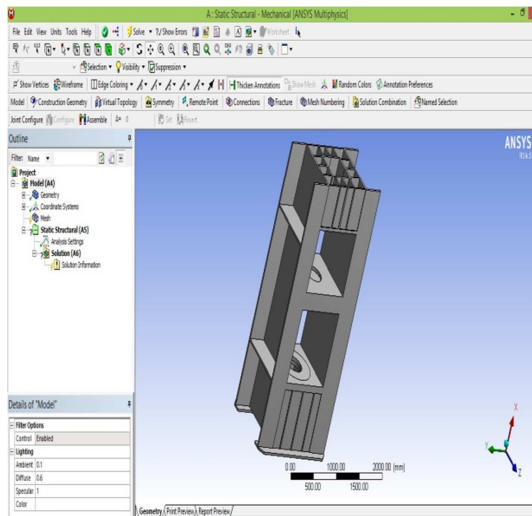 A : Static Structural - Mechanical [ANSYS Multiphysics]
File Edit View Units Tools Help Solve ?/ Show Errors Worksheet
Selection Visibility Suppression
Show Vertices Wireframe Edge Coloring Thicken Annotations Show Mesh Random Colors Annotation Preferences
Model Construction Geometry Virtual Topology Symmetry Remote Point Connections Fracture Mesh Numbering Solution Combination Named Selection
Joint Configure Configure Assemble Δ= 0 Set Revert
Outline
Filter: Name
Project
Model (A4)
Geometry
Coordinate Systems
Mesh
Static Structural (A5)
Analysis Settings
Solution (A6)
Solution Information
ANSYS
R14.5
Details of "Model"
Filter Options
Control Enabled
Lighting
Ambient 0.1
Diffuse 0.6
Specular 1
Color
0.00 1000.00 2000.00 (mm)
500.00 1500.00
X
Y
Z
Geometry Print Preview Report Preview